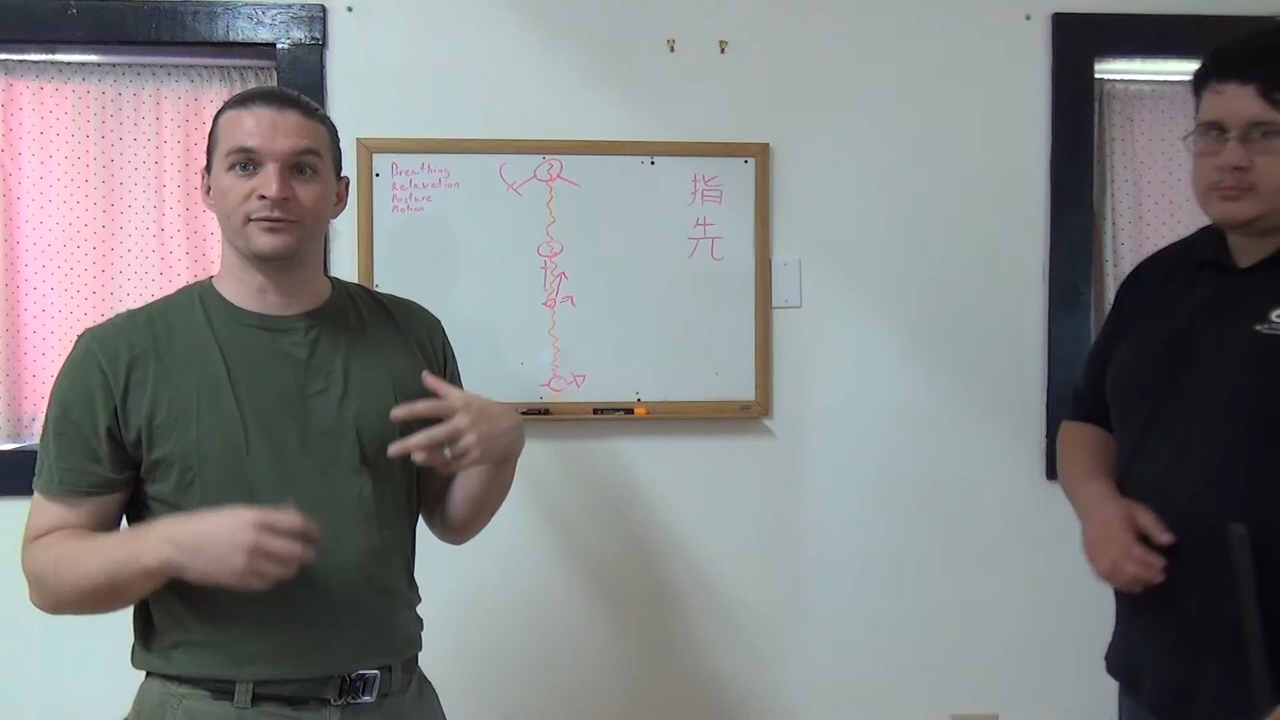 Breathing
Relaxation
Posture
Motion
指
先